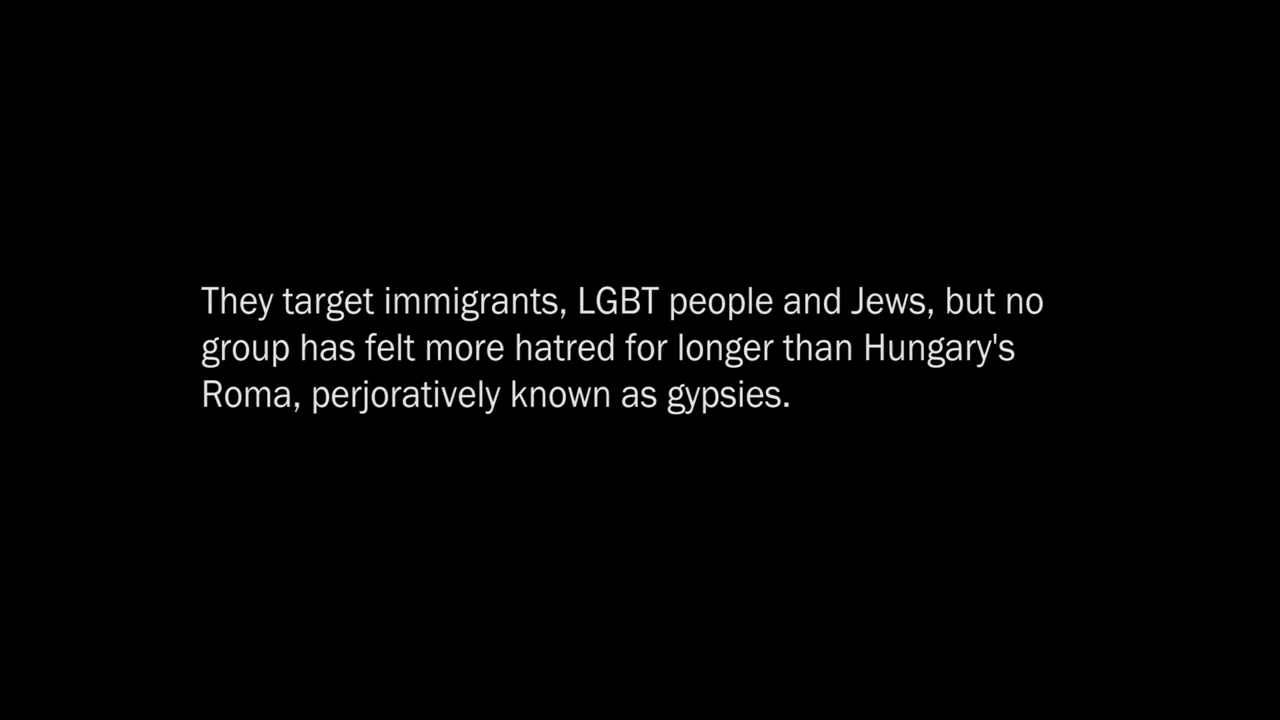 They target immigrants, LGBT people and Jews, but no
group has felt more hatred for longer than Hungary's
Roma, perjoratively known as gypsies.